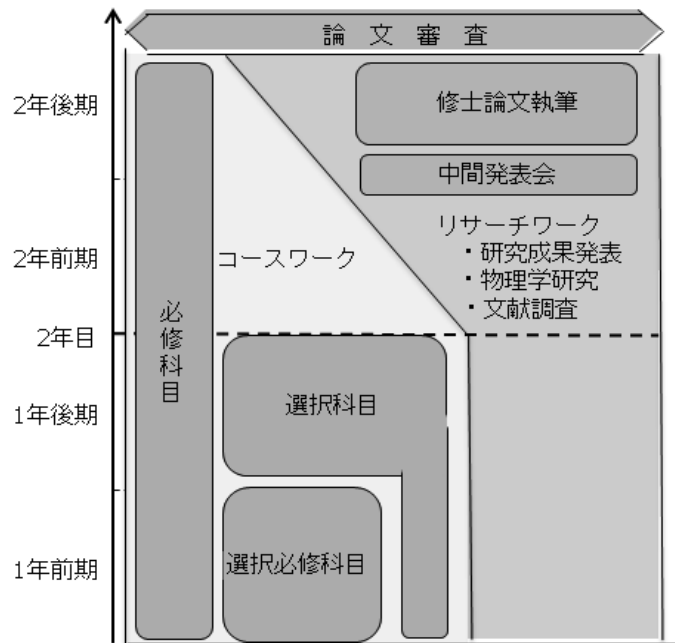 論文審査
2年後期
修士論文執筆
中間発表会
リサーチワーク
・研究成果発表
2年前期
コースワーク
・物理学研究
・文献調査
2年目
必修科目
1年後期
選択科目
1年前期
選択必修科目